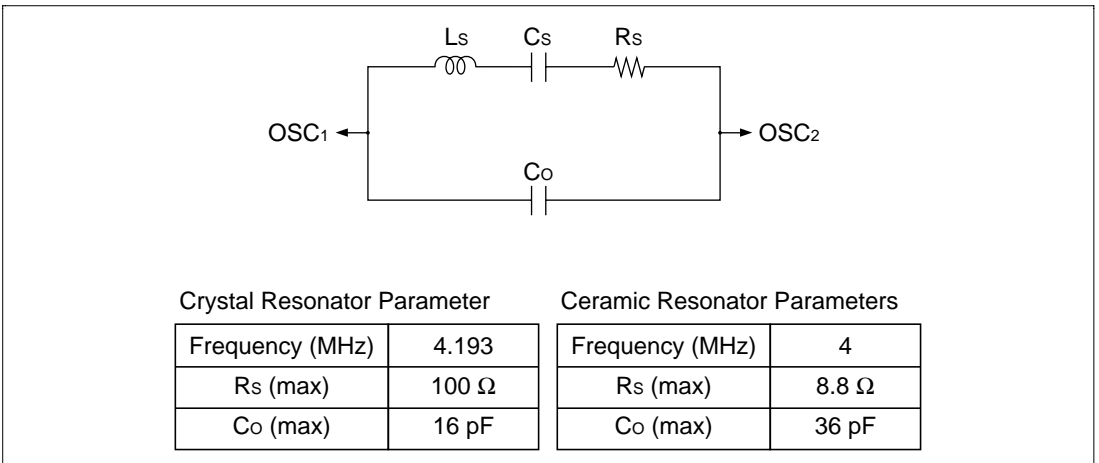 Ls Cs Rs
OSC1 OSC2
Co
Crystal Resonator Parameter
Frequency (MHz) 4.193
Rs (max) 100 Ω
Co (max) 16 pF
Ceramic Resonator Parameters
Frequency (MHz) 4
Rs (max) 8.8 Ω
Co (max) 36 pF